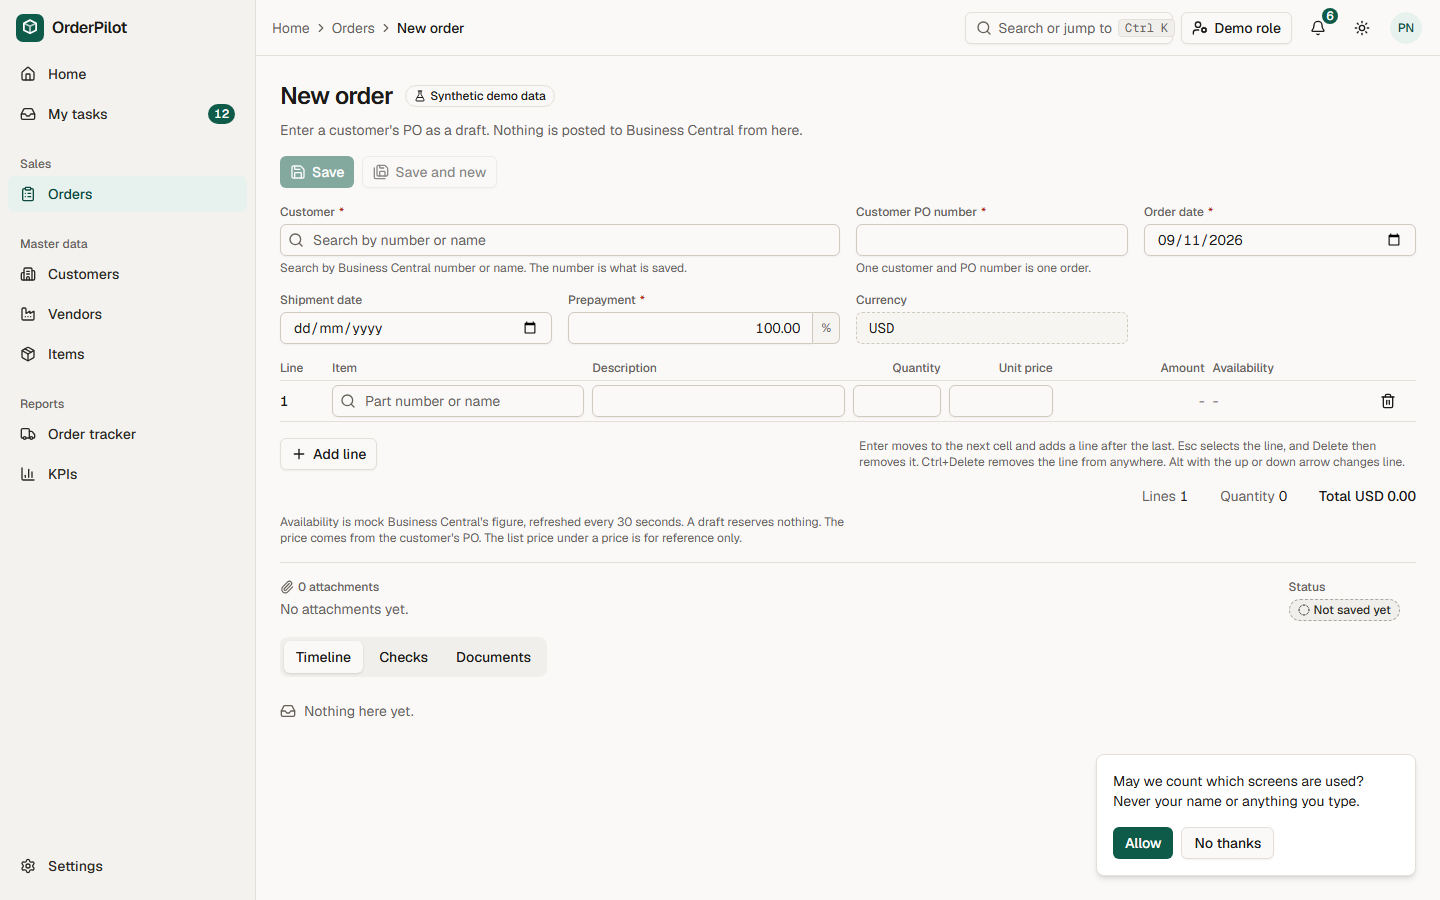 OrderPilot
Home
My tasks
12
Sales
Orders
Master data
Customers
Vendors
Items
Reports
Order tracker
KPIs
Settings
Home > Orders > New order
Search or jump to Ctrl K
Demo role
6
PN
New order
Synthetic demo data
Enter a customer's PO as a draft. Nothing is posted to Business Central from here.
Save
Save and new
Customer * Customer PO number * Order date *
Search by number or name
09/11/2026
Search by Business Central number or name. The number is what is saved.
One customer and PO number is one order.
Shipment date Prepayment * Currency
dd/mm/yyyy 100.00 % USD
Line Item Description Quantity Unit price Amount Availability
1 Part number or name - -
Add line
Enter moves to the next cell and adds a line after the last. Esc selects the line, and Delete then
removes it. Ctrl+Delete removes the line from anywhere. Alt with the up or down arrow changes line.
Lines 1 Quantity 0 Total USD 0.00
Availability is mock Business Central's figure, refreshed every 30 seconds. A draft reserves nothing. The
price comes from the customer's PO. The list price under a price is for reference only.
0 attachments
No attachments yet.
Status
Not saved yet
Timeline Checks Documents
Nothing here yet.
May we count which screens are used?
Never your name or anything you type.
Allow No thanks